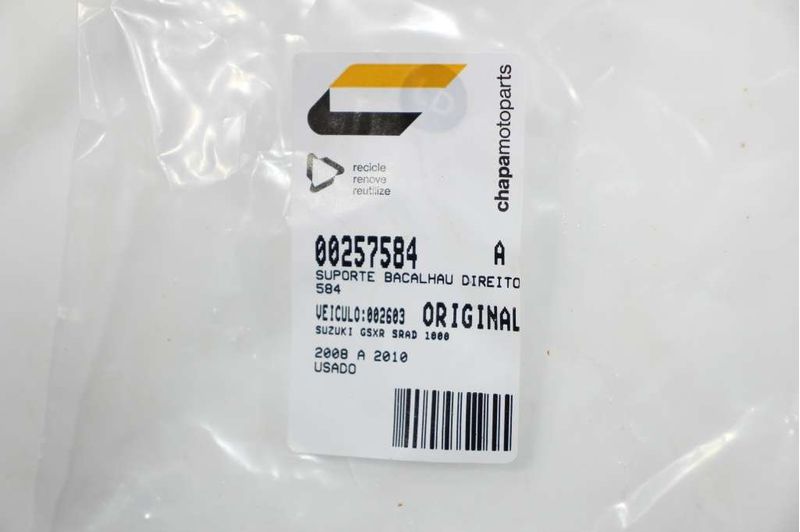 chapamotoparts
recicle
renove
reutilize
00257584 A
SUPORTE BACALHAU DIREITO
584
VEICULO:002603 ORIGINAL
SUZUKI GSXR SRAD 1000
2008 A 2010
USADO